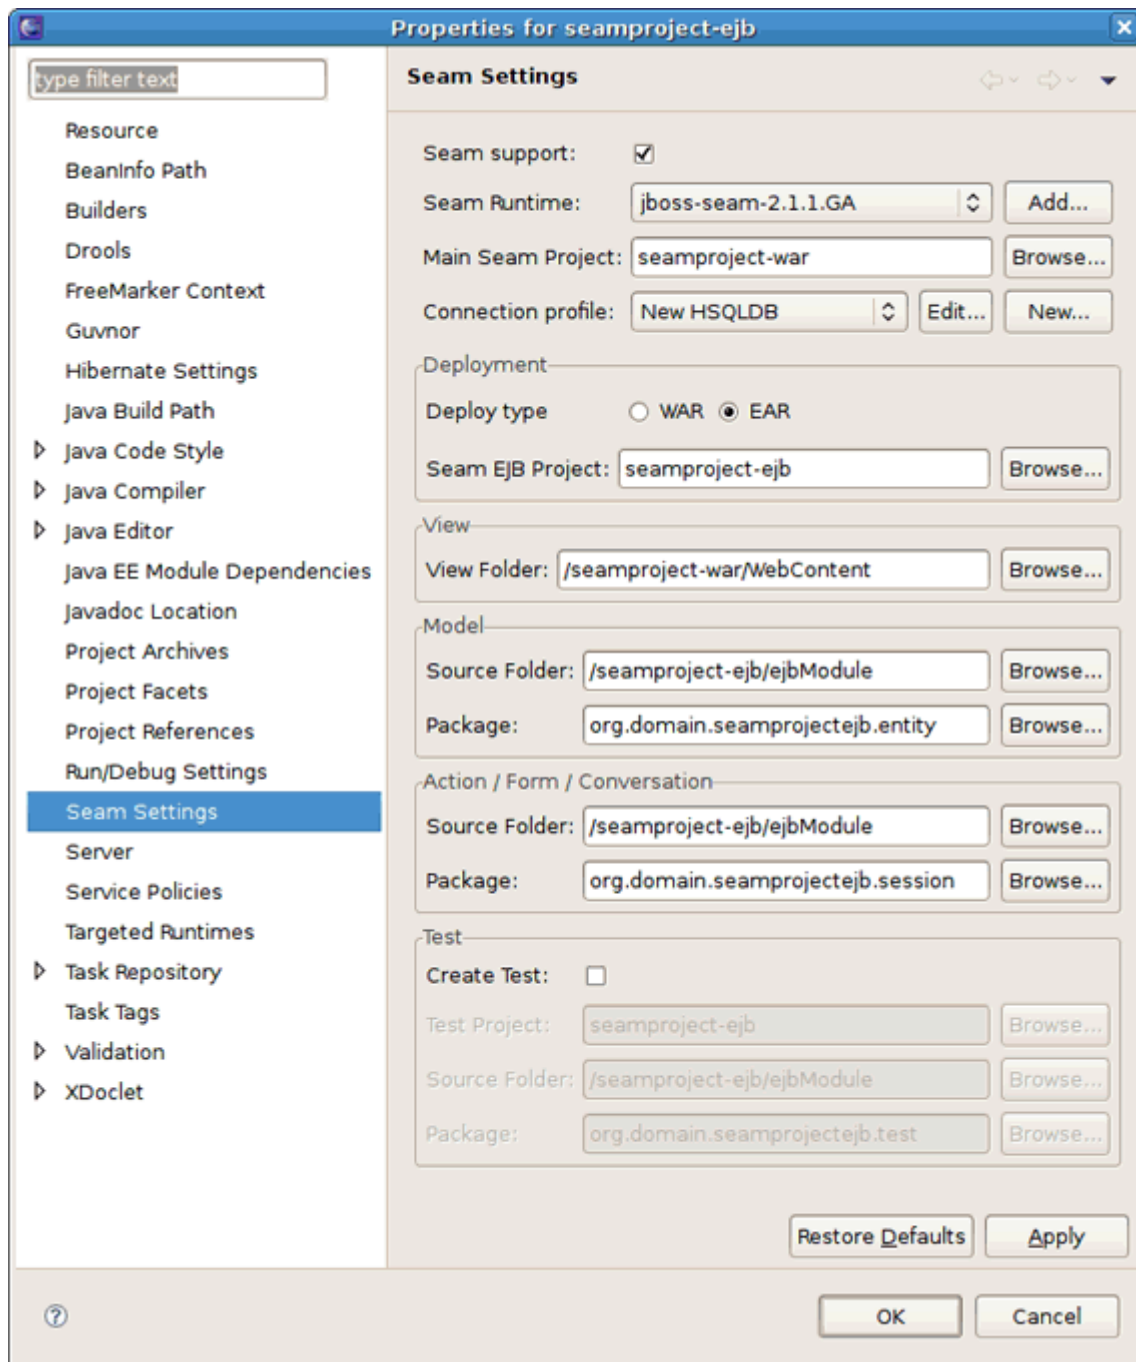 Properties for seamproject-ejb
type filter text
Resource
BeanInfo Path
Builders
Drools
FreeMarker Context
Guvnor
Hibernate Settings
Java Build Path
Java Code Style
Java Compiler
Java Editor
Java EE Module Dependencies
Javadoc Location
Project Archives
Project Facets
Project References
Run/Debug Settings
Seam Settings
Server
Service Policies
Targeted Runtimes
Task Repository
Task Tags
Validation
XDoclet
Seam Settings
Seam support:
Seam Runtime: jboss-seam-2.1.1.GA Add...
Main Seam Project: seamproject-war Browse...
Connection profile: New HSQLDB Edit... New...
Deployment
Deploy type WAR EAR
Seam EJB Project: seamproject-ejb Browse...
View
View Folder: /seamproject-war/WebContent Browse...
Model
Source Folder: /seamproject-ejb/ejbModule Browse...
Package: org.domain.seamprojectejb.entity Browse...
Action / Form / Conversation
Source Folder: /seamproject-ejb/ejbModule Browse...
Package: org.domain.seamprojectejb.session Browse...
Test
Create Test:
Test Project: seamproject-ejb Browse...
Source Folder: /seamproject-ejb/ejbModule Browse...
Package: org.domain.seamprojectejb.test Browse...
Restore Defaults Apply
? OK Cancel